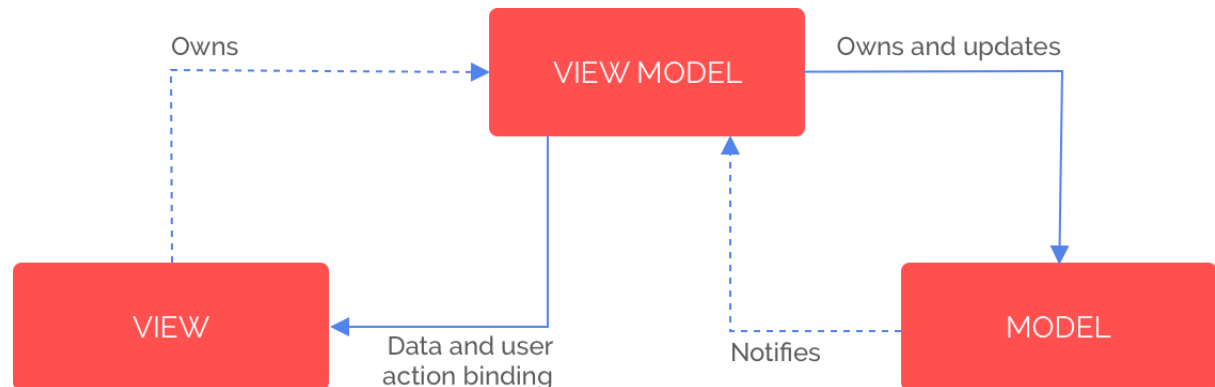 Owns
VIEW MODEL
Owns and updates
VIEW
Data and user
action binding
Notifies
MODEL